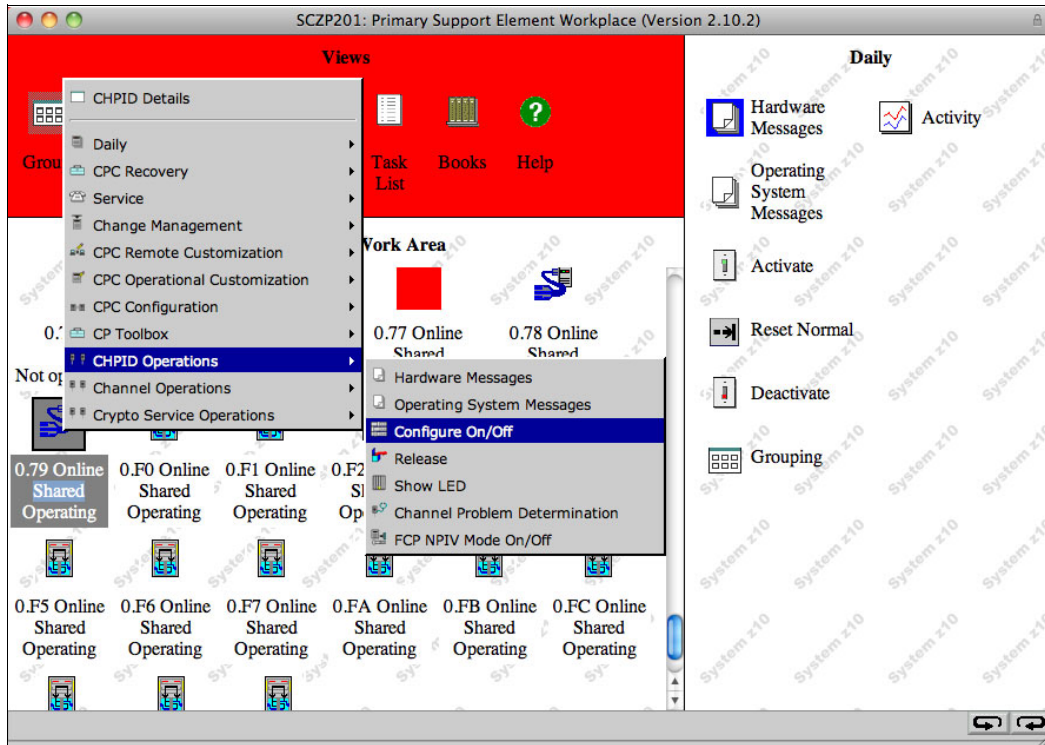 SCZP201: Primary Support Element Workplace (Version 2.10.2)
Views
CHPID Details
Daily
CPC Recovery
Service
Change Management
CPC Remote Customization
CPC Operational Customization
CPC Configuration
CP Toolbox
CHPID Operations
Channel Operations
Crypto Service Operations
Task
List
Books
Help
Work Area
0.77 Online
Shared
0.78 Online
Shared
Hardware Messages
Operating System Messages
Configure On/Off
Release
Show LED
Channel Problem Determination
FCP NPIV Mode On/Off
0.79 Online
Shared
Operating
0.F0 Online
Shared
Operating
0.F1 Online
Shared
Operating
0.F5 Online
Shared
Operating
0.F6 Online
Shared
Operating
0.F7 Online
Shared
Operating
0.FA Online
Shared
Operating
0.FB Online
Shared
Operating
0.FC Online
Shared
Operating
Daily
Hardware
Messages
Activity
Operating
System
Messages
Activate
Reset Normal
Deactivate
Grouping
System z10